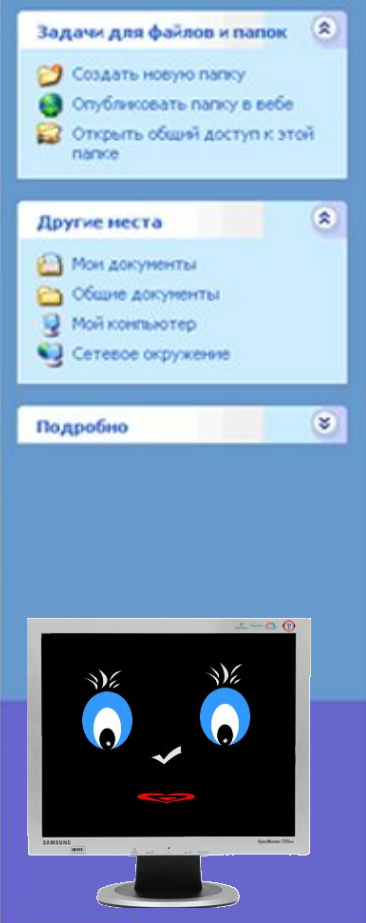 Задачи для файлов и папок
Создать новую папку
Опубликовать папку в вебе
Открыть общий доступ к этой
папке
Другие места
Мои документы
Общие документы
Мой компьютер
Сетевое окружение
Подробно
SAMSUNG